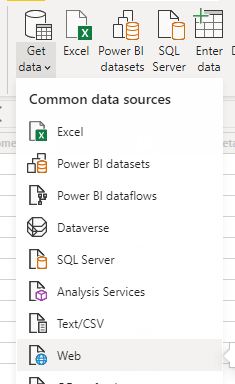 Get data
Excel
Power BI datasets
SQL Server
Enter data
Common data sources
Excel
Power BI datasets
Power BI dataflows
Dataverse
SQL Server
Analysis Services
Text/CSV
Web